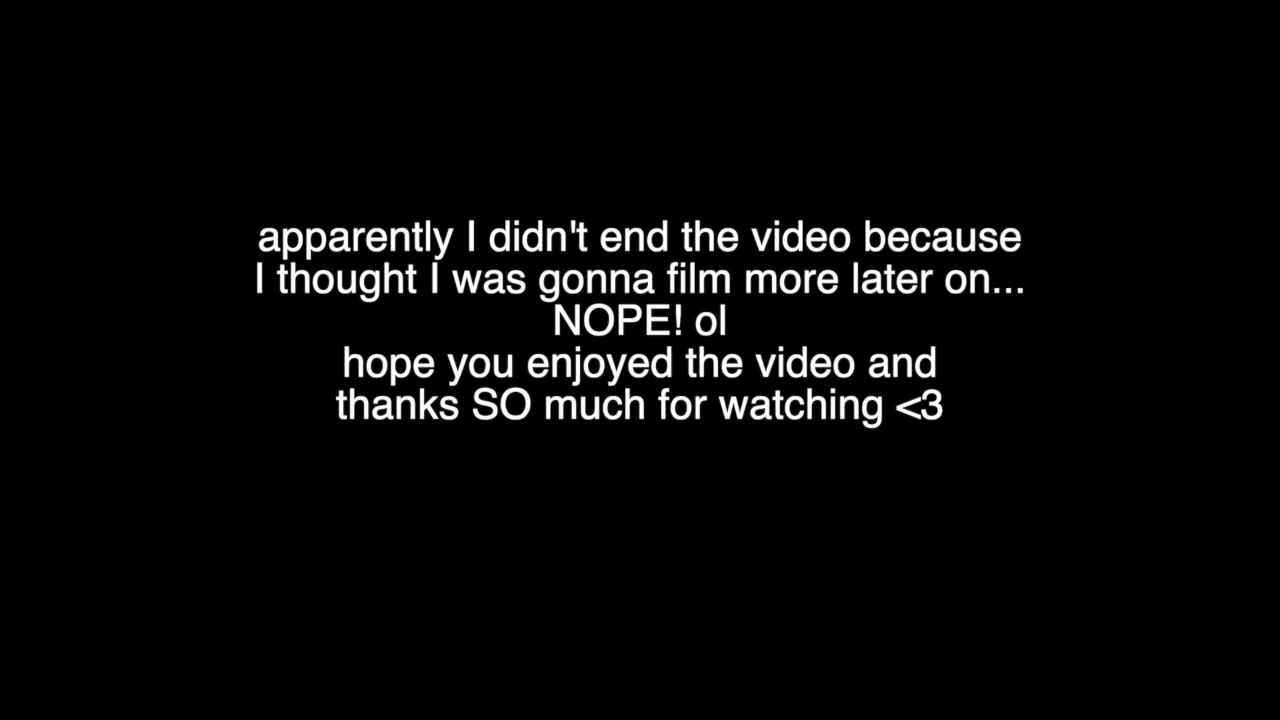 apparently I didn't end the video because
I thought I was gonna film more later on...
NOPE! ol
hope you enjoyed the video and
thanks SO much for watching <3